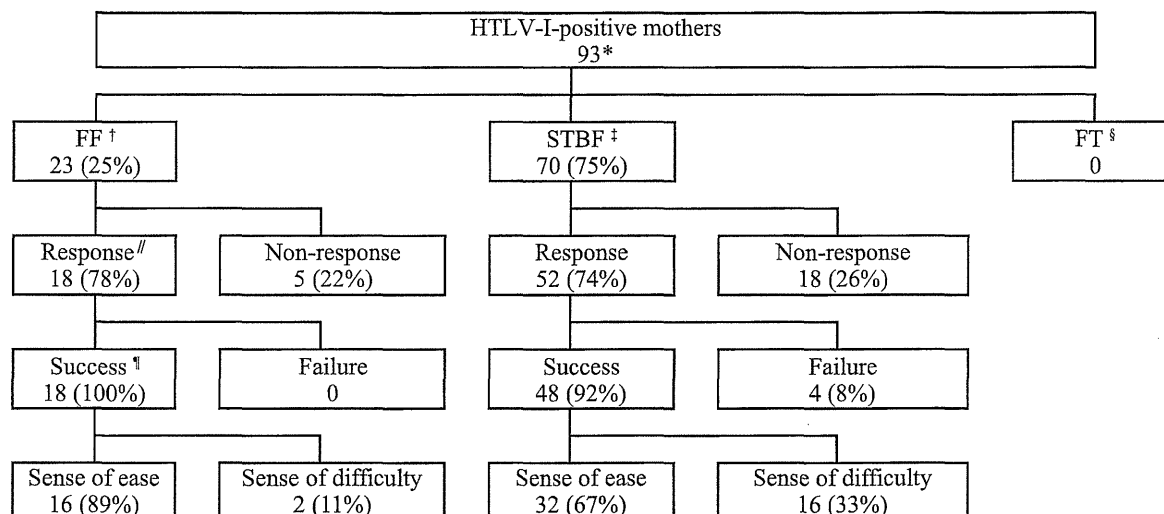 HTLV-I-positive mothers
93*
FF †
23 (25%)
STBF ‡
70 (75%)
FT §
0
Response//
18 (78%)
Non-response
5 (22%)
Response
52 (74%)
Non-response
18 (26%)
Success ¶
18 (100%)
Failure
0
Success
48 (92%)
Failure
4 (8%)
Sense of ease
16 (89%)
Sense of difficulty
2 (11%)
Sense of ease
32 (67%)
Sense of difficulty
16 (33%)